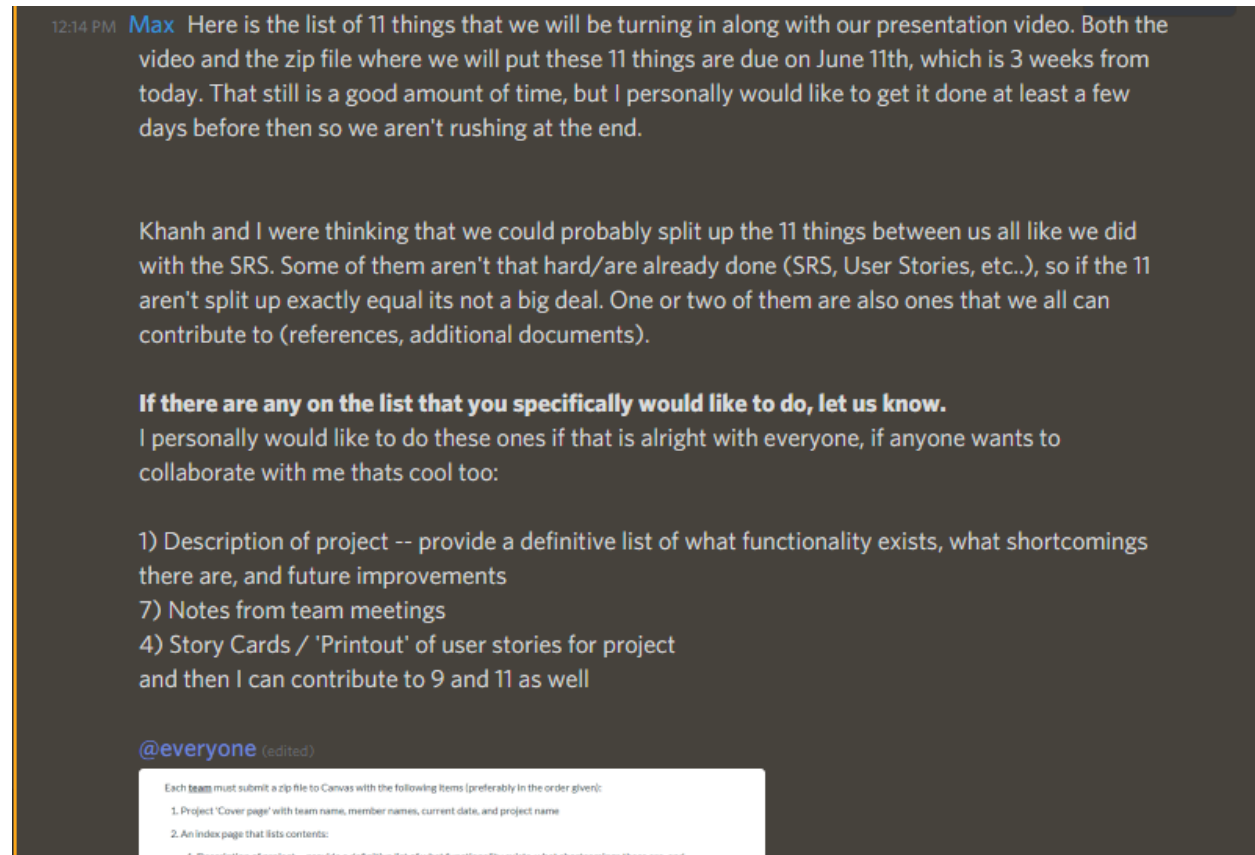 12:14 PM Max Here is the list of 11 things that we will be turning in along with our presentation video. Both the
video and the zip file where we will put these 11 things are due on June 11th, which is 3 weeks from
today. That still is a good amount of time, but I personally would like to get it done at least a few
days before then so we aren't rushing at the end.
Khanh and I were thinking that we could probably split up the 11 things between us all like we did
with the SRS. Some of them aren't that hard/are already done (SRS, User Stories, etc..), so if the 11
aren't split up exactly equal its not a big deal. One or two of them are also ones that we all can
contribute to (references, additional documents).
If there are any on the list that you specifically would like to do, let us know.
I personally would like to do these ones if that is alright with everyone, if anyone wants to
collaborate with me thats cool too:
1) Description of project -- provide a definitive list of what functionality exists, what shortcomings
there are, and future improvements
7) Notes from team meetings
4) Story Cards / 'Printout' of user stories for project
and then I can contribute to 9 and 11 as well
@everyone (edited)
Each team must submit a zip file to Canvas with the following items (preferably in the order given):
1. Project 'Cover page' with team name, member names, current date, and project name
2. An index page that lists contents: